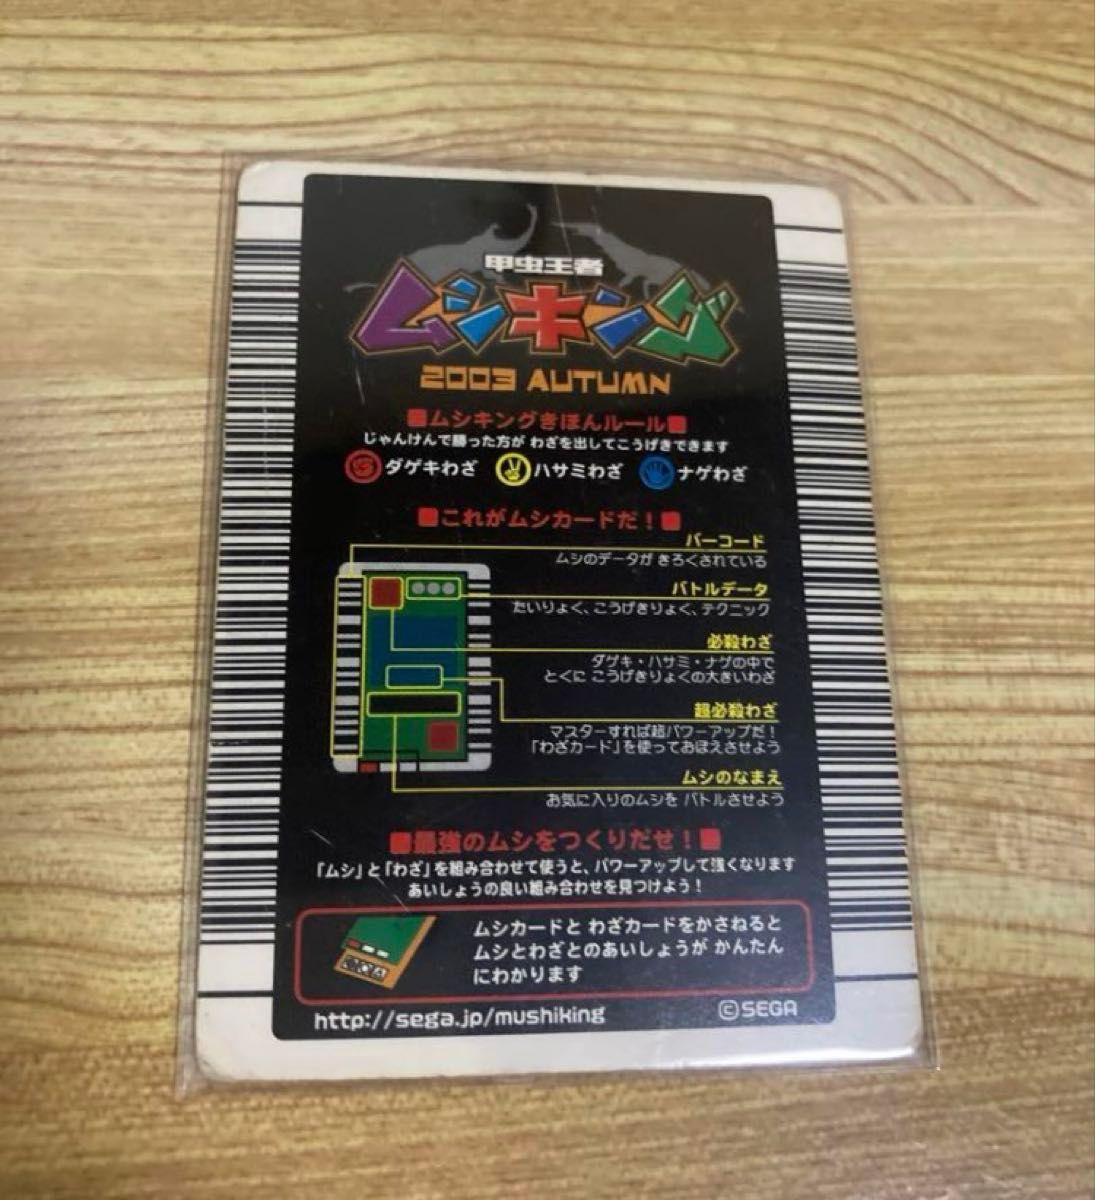 甲虫王者
ムシキング
2003 AUTUMN
■ムシキングきほんルール■
じゃんけんで勝った方が わざを出してこうげきできます
ダゲキわざ ハサミわざ ナゲわざ
■これがムシカードだ！■
バーコード
ムシのデータが きろくされている
バトルデータ
たいりょく、こうげきりょく、テクニック
必殺わざ
ダゲキ・ハサミ・ナゲの中で
とくに こうげきりょくの大きいわざ
超必殺わざ
マスターすれば超パワーアップだ！
「わざカード」を使っておぼえさせよう
ムシのなまえ
お気に入りのムシを バトルさせよう
■最強のムシをつくりだせ！■
「ムシ」と「わざ」を組み合わせて使うと、パワーアップして強くなります
あいしょうの良い組み合わせを見つけよう！
ムシカードと わざカードをかさねると
ムシとわざとのあいしょうが かんたん
にわかります
http://sega.jp/mushiking
©SEGA